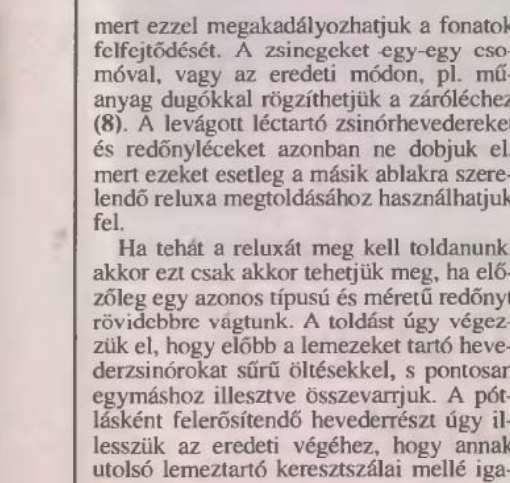 mert ezzel megakadályozhatjuk a fonatok
felfejtődését. A zsinegeket egy-egy cso-
móval, vagy az eredeti módon, pl. mű-
anyag dugókkal rögzíthetjük a záróléchez
(8). A levágott léctartó zsinórhevedereket
és redőnyléceket azonban ne dobjuk el,
mert ezeket esetleg a másik ablakra szere-
lendő reluxa megtoldásához használhatjuk
fel.
Ha tehát a reluxát meg kell toldanunk
akkor ezt csak akkor tehetjük meg, ha elő-
zőleg egy azonos típusú és méretű redőnyt
rövidebbre vágtunk. A toldást úgy végez-
zük el, hogy előbb a lemezeket tartó heve-
derzsinórokat sűrű öltésekkel, s pontosan
egymáshoz illesztve összevarrjuk. A pót-
lásként felerősítendő hevederrészt úgy il-
lesszük az eredeti végéhez, hogy annak
utolsó lemeztartó keresztszálai mellé iga-